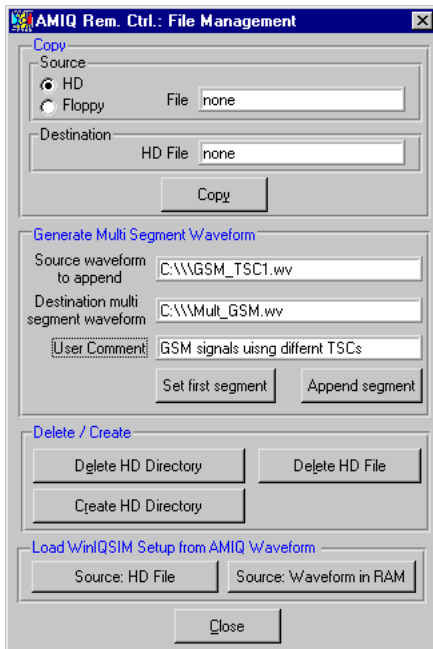 AMIQ Rem. Ctrl.: File Management
Copy
Source
HD
Floppy
File
none
Destination
HD File
none
Copy
Generate Multi Segment Waveform
Source waveform
to append
C:\\\GSM_TSC1.wv
Destination multi
segment waveform
C:\\\Mult_GSM.wv
User Comment
GSM signals uisng differnt TSCs
Set first segment
Append segment
Delete / Create
Delete HD Directory
Delete HD File
Create HD Directory
Load WinIQSIM Setup from AMIQ Waveform
Source: HD File
Source: Waveform in RAM
Close